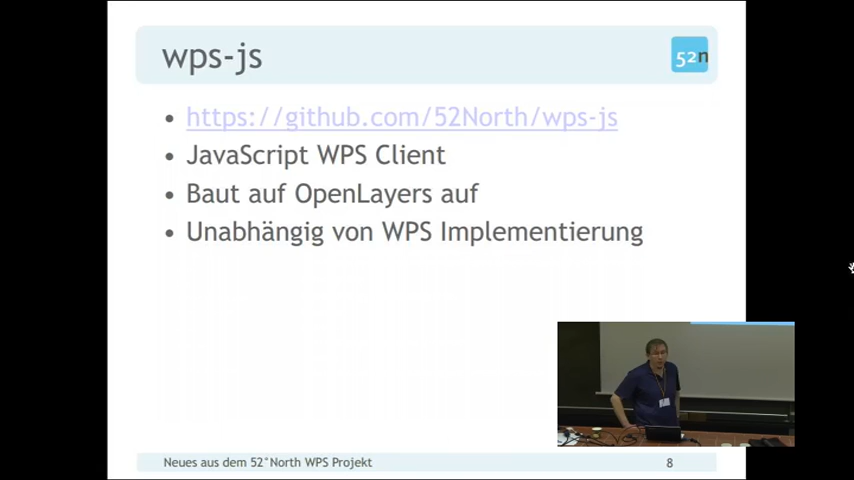 wps-js
52n
https://github.com/52North/wps-js
JavaScript WPS Client
Baut auf OpenLayers auf
Unabhängig von WPS Implementierung
Neues aus dem 52°North WPS Projekt
8